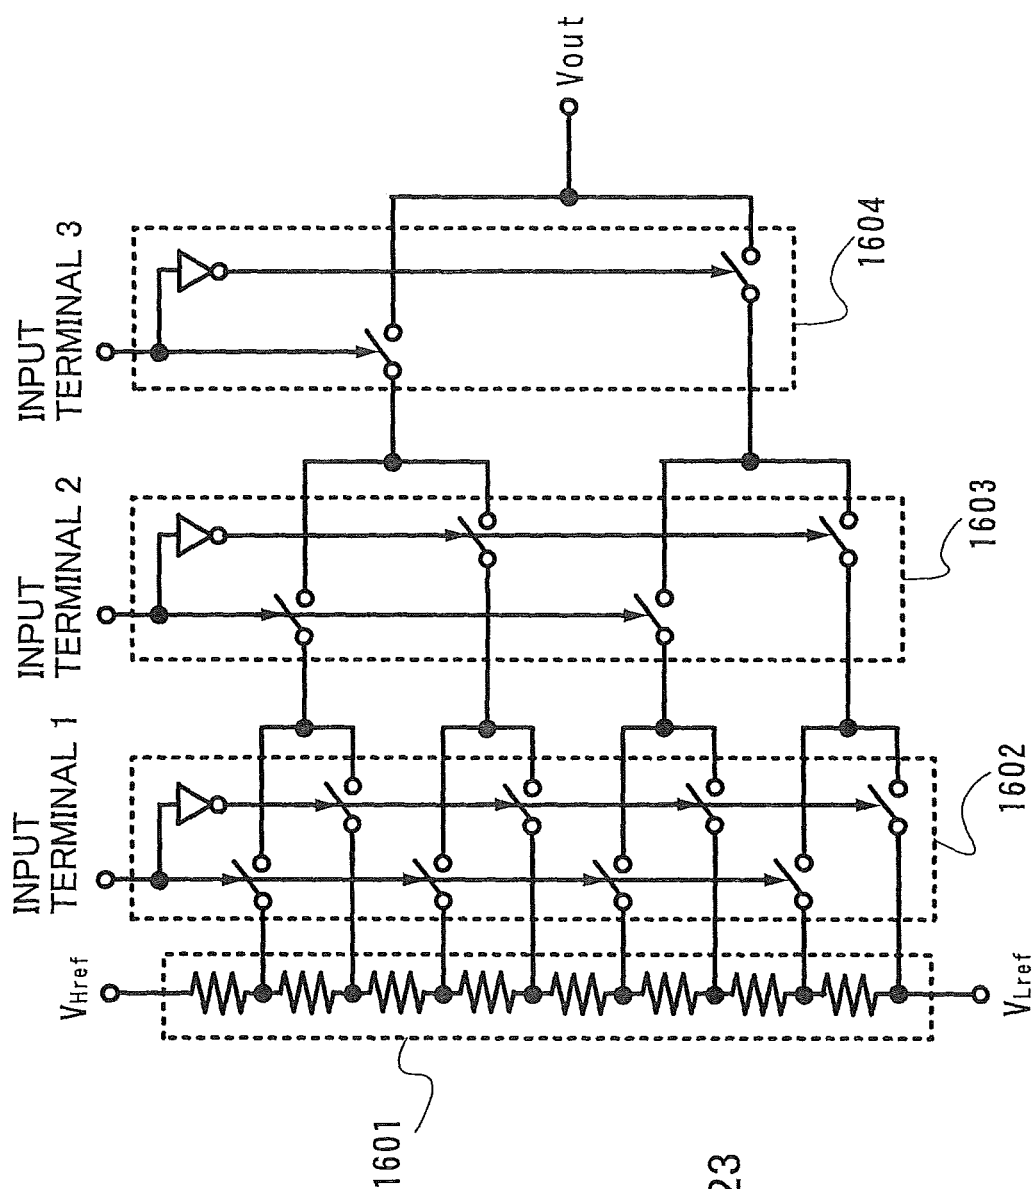 INPUT
TERMINAL 1
INPUT
TERMINAL 2
INPUT
TERMINAL 3
VHref
Vout
1601
1602
1603
1604
VLref
23